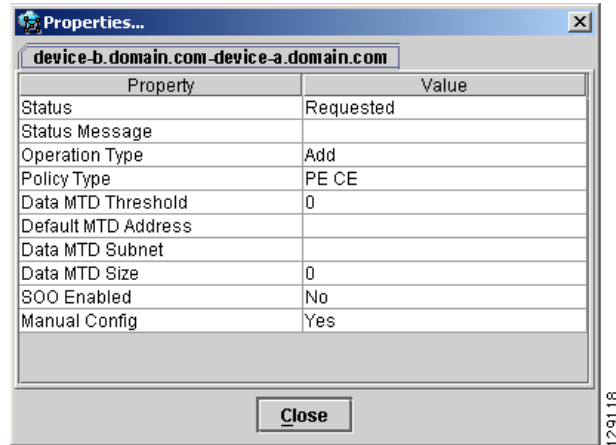 Properties...
device-b.domain.com-device-a.domain.com
Property Value
Status Requested
Status Message
Operation Type Add
Policy Type PE CE
Data MTD Threshold 0
Default MTD Address
Data MTD Subnet
Data MTD Size 0
SOO Enabled No
Manual Config Yes
Close
129118